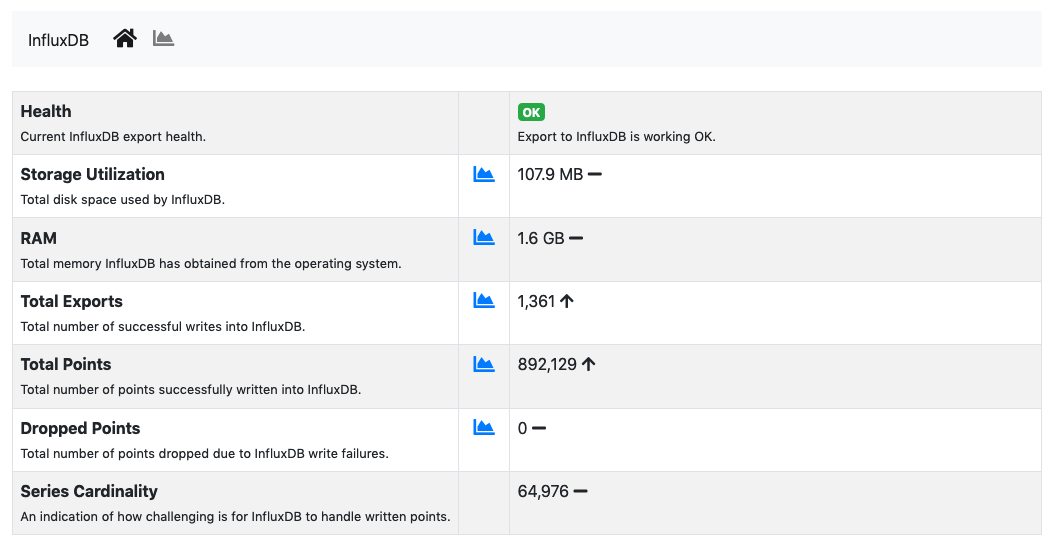 InfluxDB
Health
Current InfluxDB export health.
OK
Export to InfluxDB is working OK.
Storage Utilization
Total disk space used by InfluxDB.
107.9 MB
RAM
Total memory InfluxDB has obtained from the operating system.
1.6 GB
Total Exports
Total number of successful writes into InfluxDB.
1,361
Total Points
Total number of points successfully written into InfluxDB.
892,129
Dropped Points
Total number of points dropped due to InfluxDB write failures.
0
Series Cardinality
An indication of how challenging is for InfluxDB to handle written points.
64,976